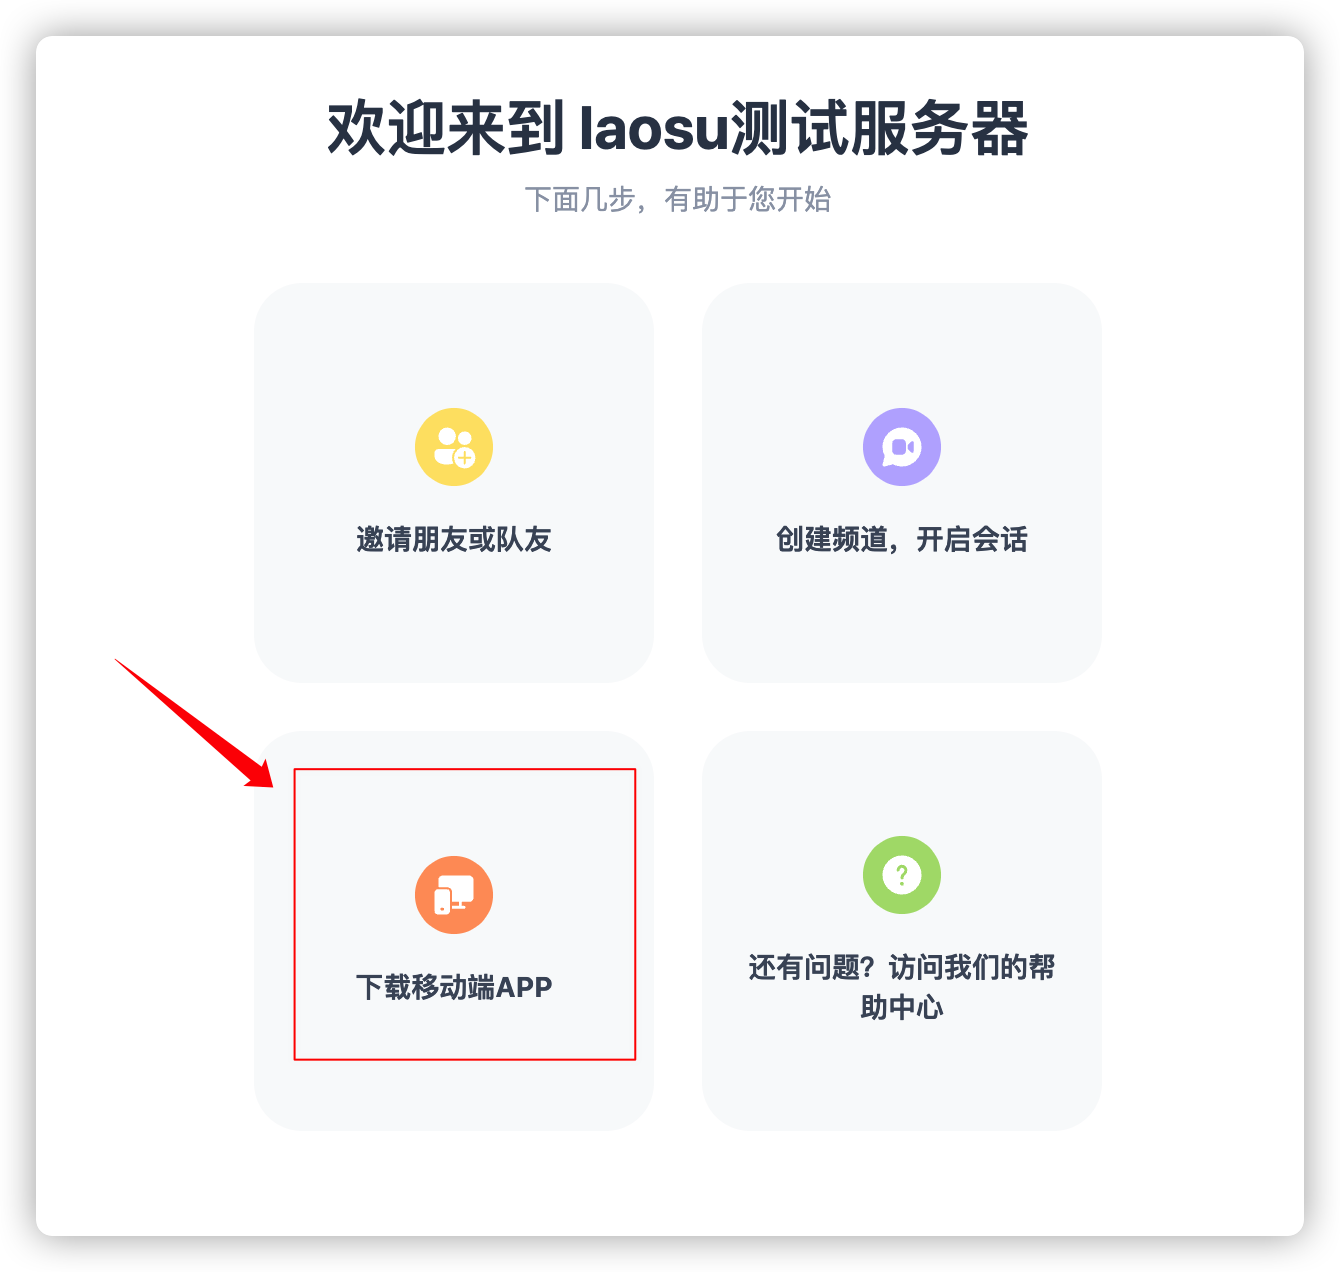 欢迎来到 laosu测试服务器
下面几步，有助于您开始
邀请朋友或队友
创建频道，开启会话
下载移动端APP
还有问题？访问我们的帮
助中心